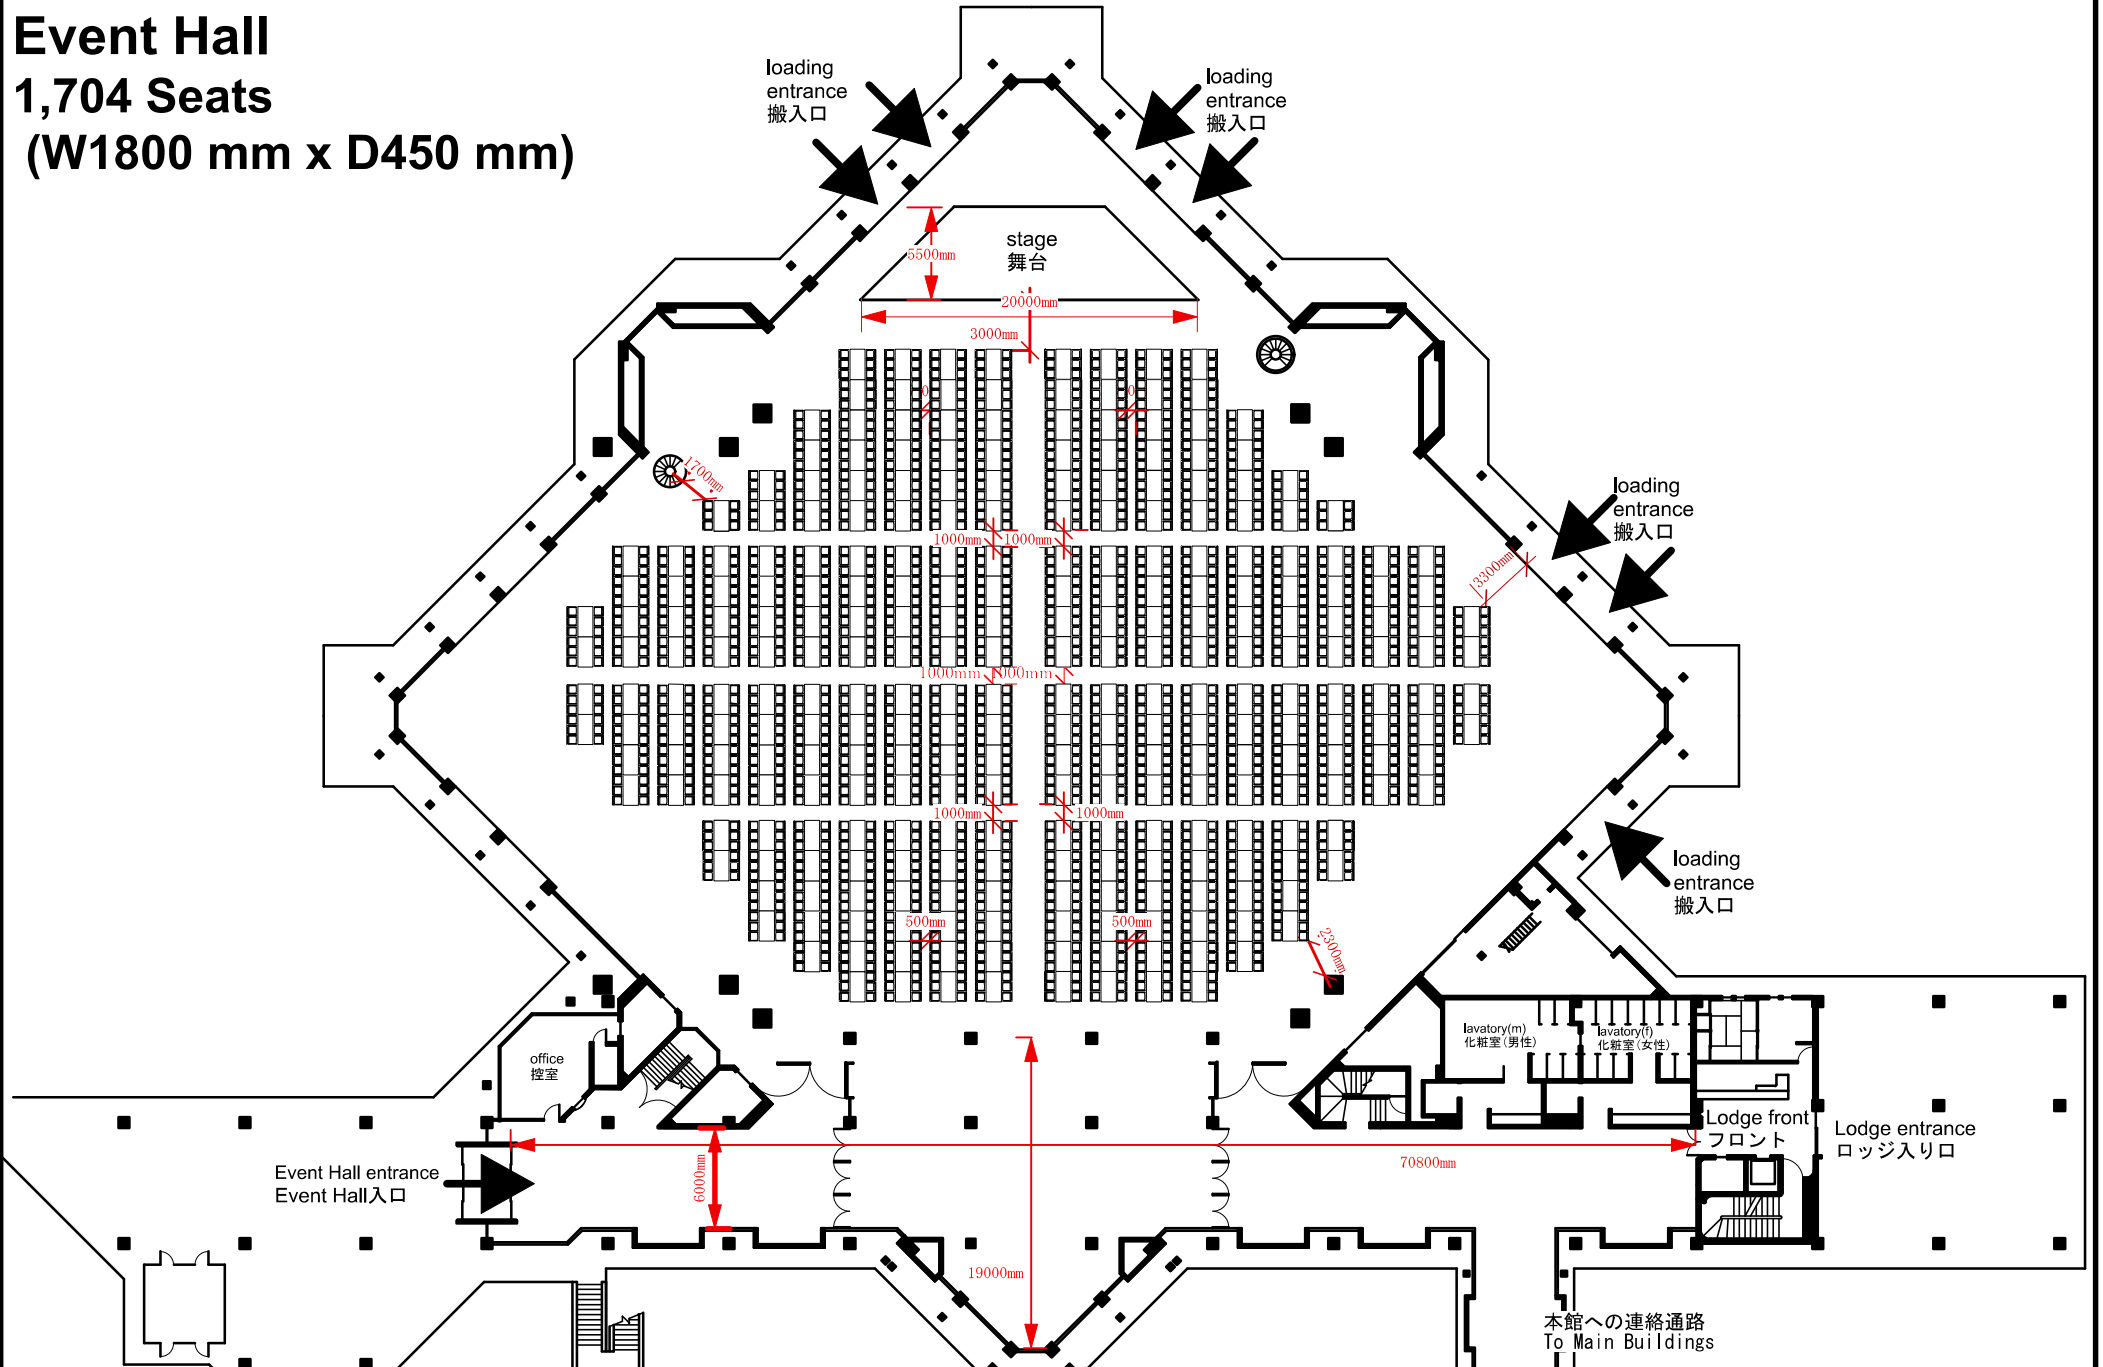 Event Hall
1,704 Seats
(W1800 mm x D450 mm)
loading
entrance
搬入口
loading
entrance
搬入口
stage
舞台
5500mm
20000mm
3000mm
0
0
1700mm
loading
entrance
搬入口
1000mm
1000mm
13300mm
1000mm
1000mm
1000mm
1000mm
loading
entrance
搬入口
500mm
500mm
2300mm
office
控室
lavatory(m)
化粧室(男性)
lavatory(f)
化粧室(女性)
Lodge front
フロント
Lodge entrance
ロッジ入り口
Event Hall entrance
Event Hall入口
6000mm
70800mm
19000mm
本館への連絡通路
To Main Buildings